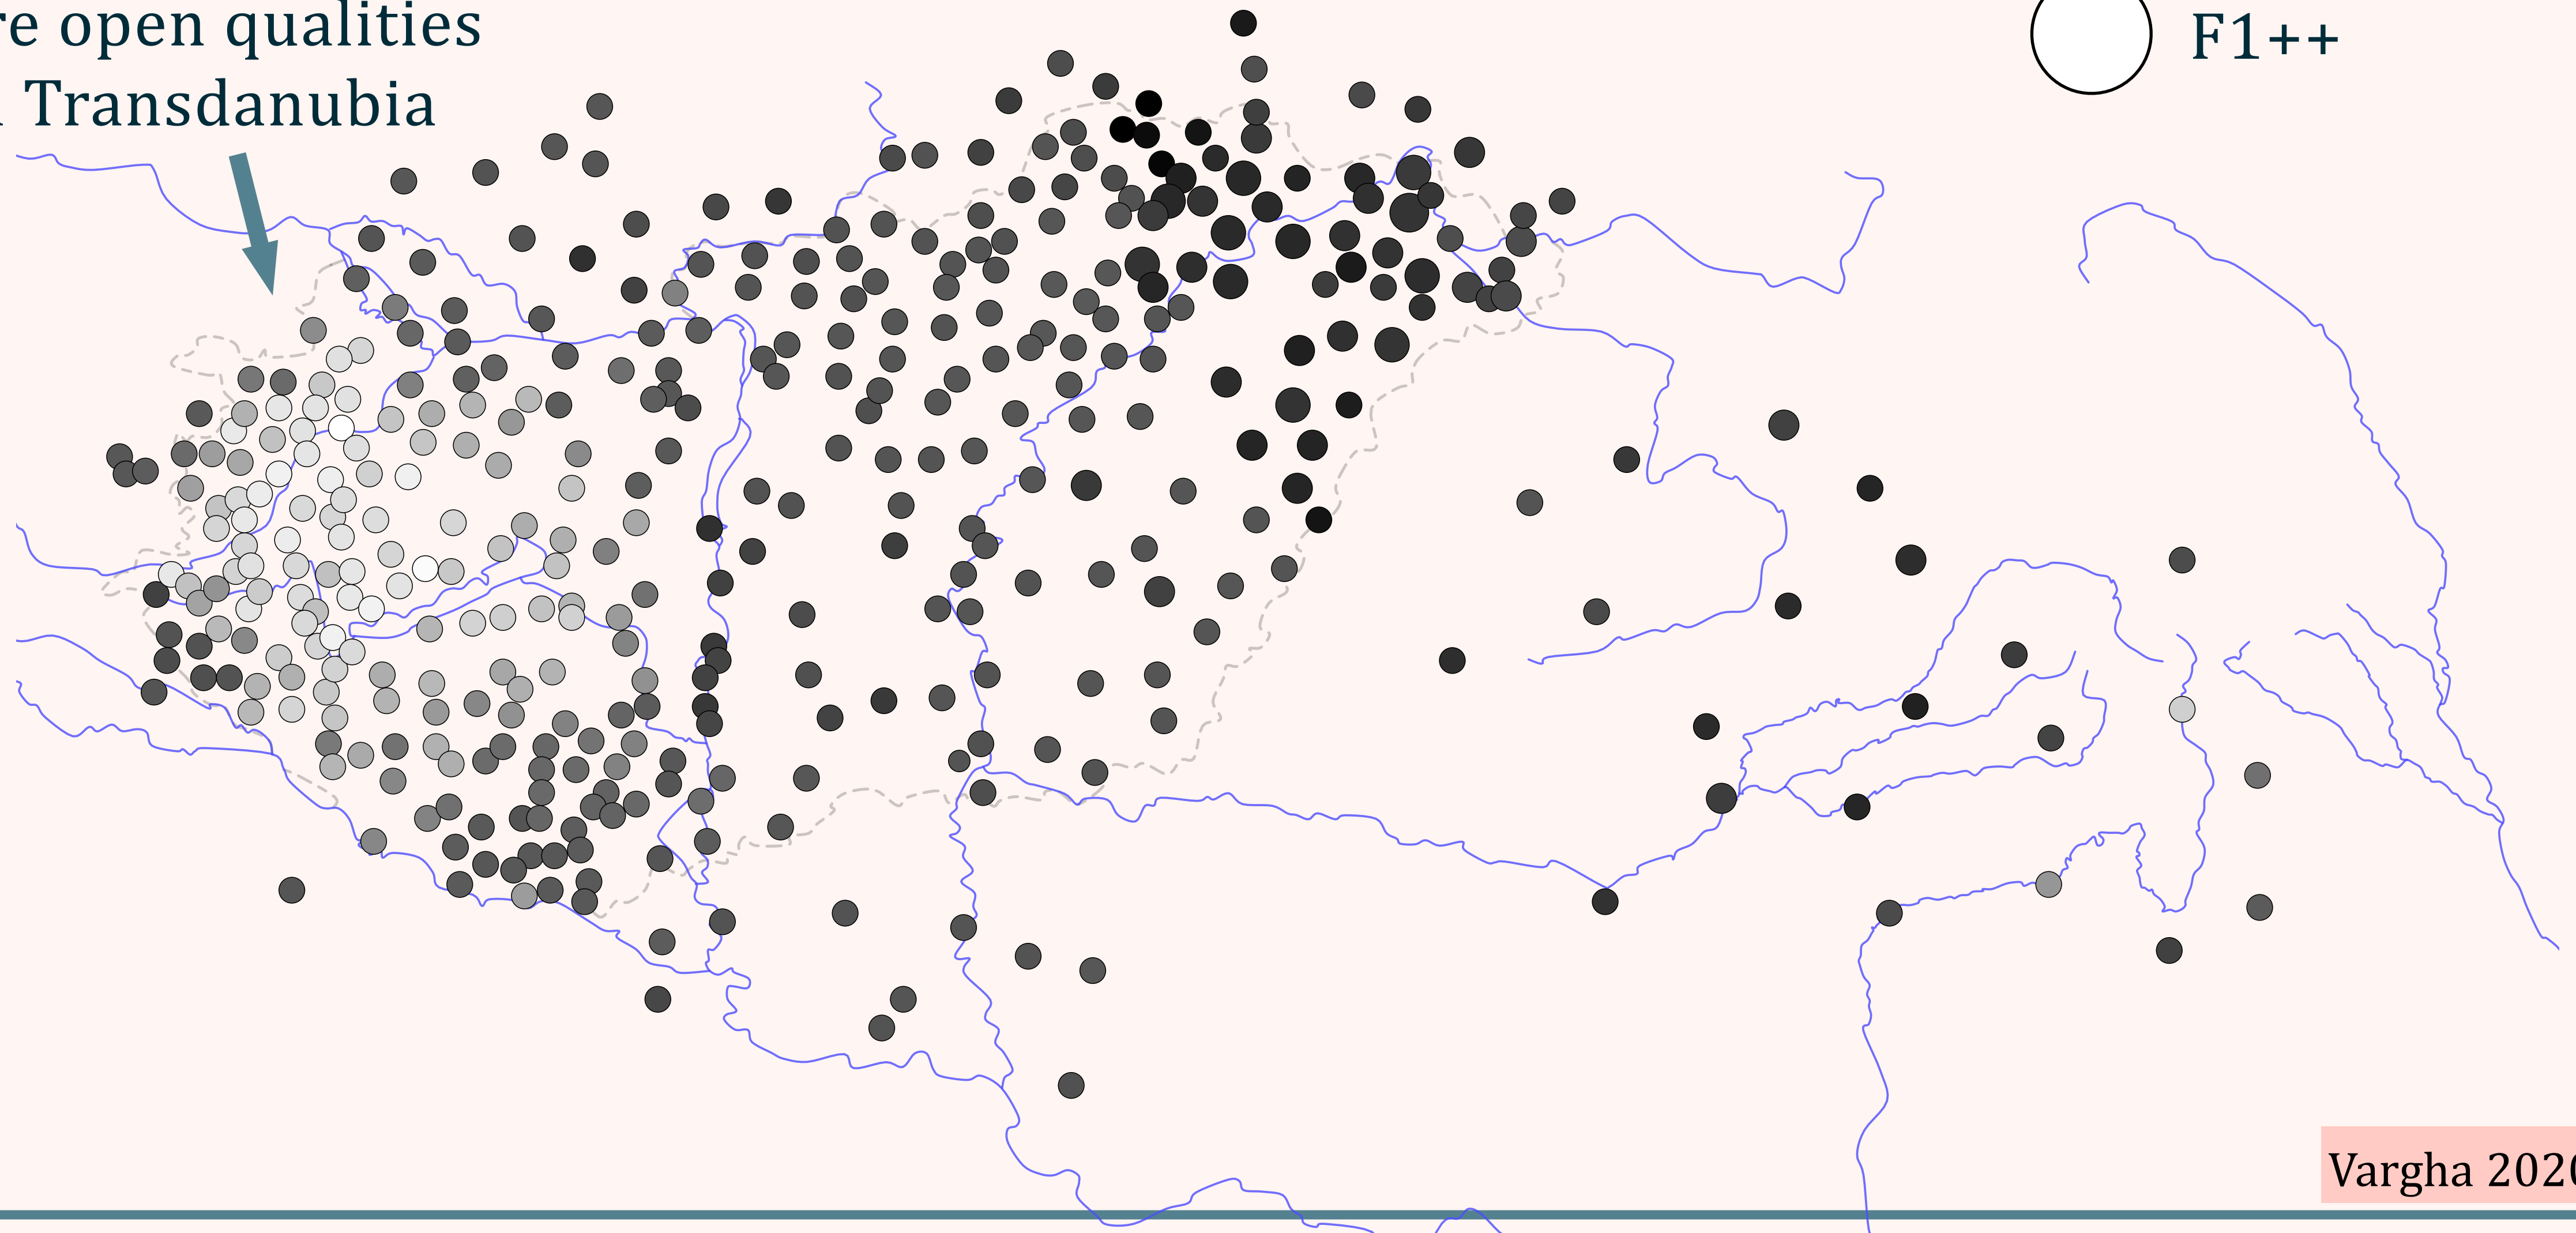 open qualities
Transdanubia
F1++
Vargha